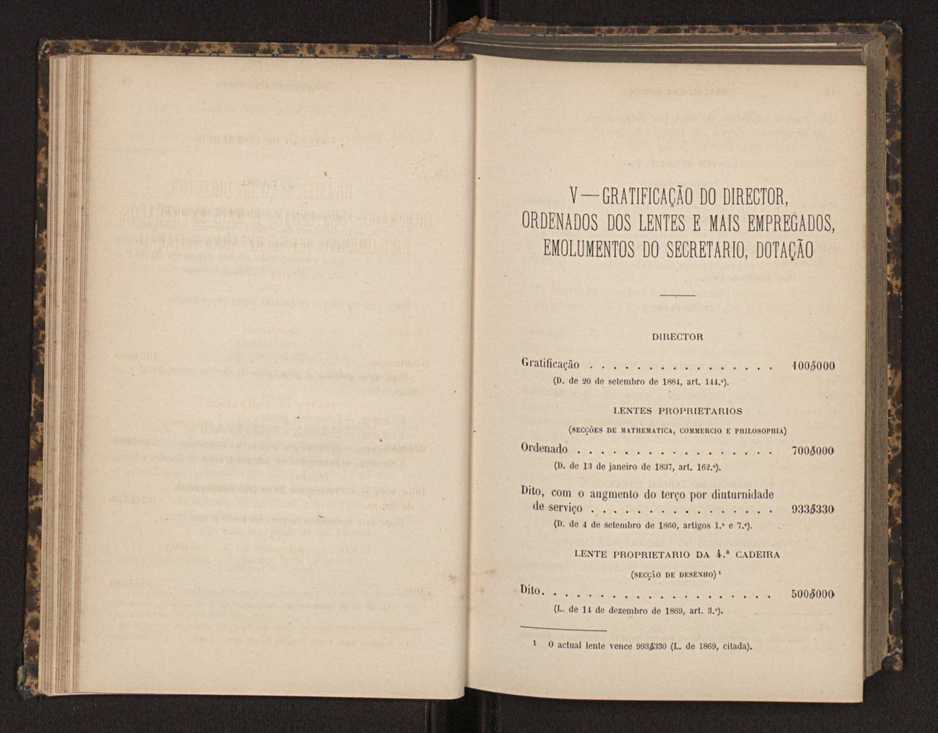 V — GRATIFICAÇÃO DO DIRECTOR,
ORDENADOS DOS LENTES E MAIS EMPREGADOS,
EMOLUMENTOS DO SECRETARIO, DOTAÇÃO
DIRECTOR
Gratificação . . . . . . . . . . . . . . . . 100$000
(D. de 20 de setembro de 1884, art. 144.º).
LENTES PROPRIETARIOS
(SECÇÕES DE MATHEMATICA, COMMERCIO E PHILOSOPHIA)
Ordenado . . . . . . . . . . . . . . . . . 700$000
(D. de 13 de janeiro de 1837, art. 162.º).
Dito, com o augmento do terço por diuturnidade
de serviço . . . . . . . . . . . . . . . . 933$330
(D. de 4 de setembro de 1860, artigos 1.º e 7.º).
LENTE PROPRIETARIO DA 4.ª CADEIRA
(SECÇÃO DE DESENHO) ¹
Dito. . . . . . . . . . . . . . . . . . . . 500$000
(L. de 14 de dezembro de 1869, art. 3.º).
¹ O actual lente vence 993$330 (L. de 1869, citada).